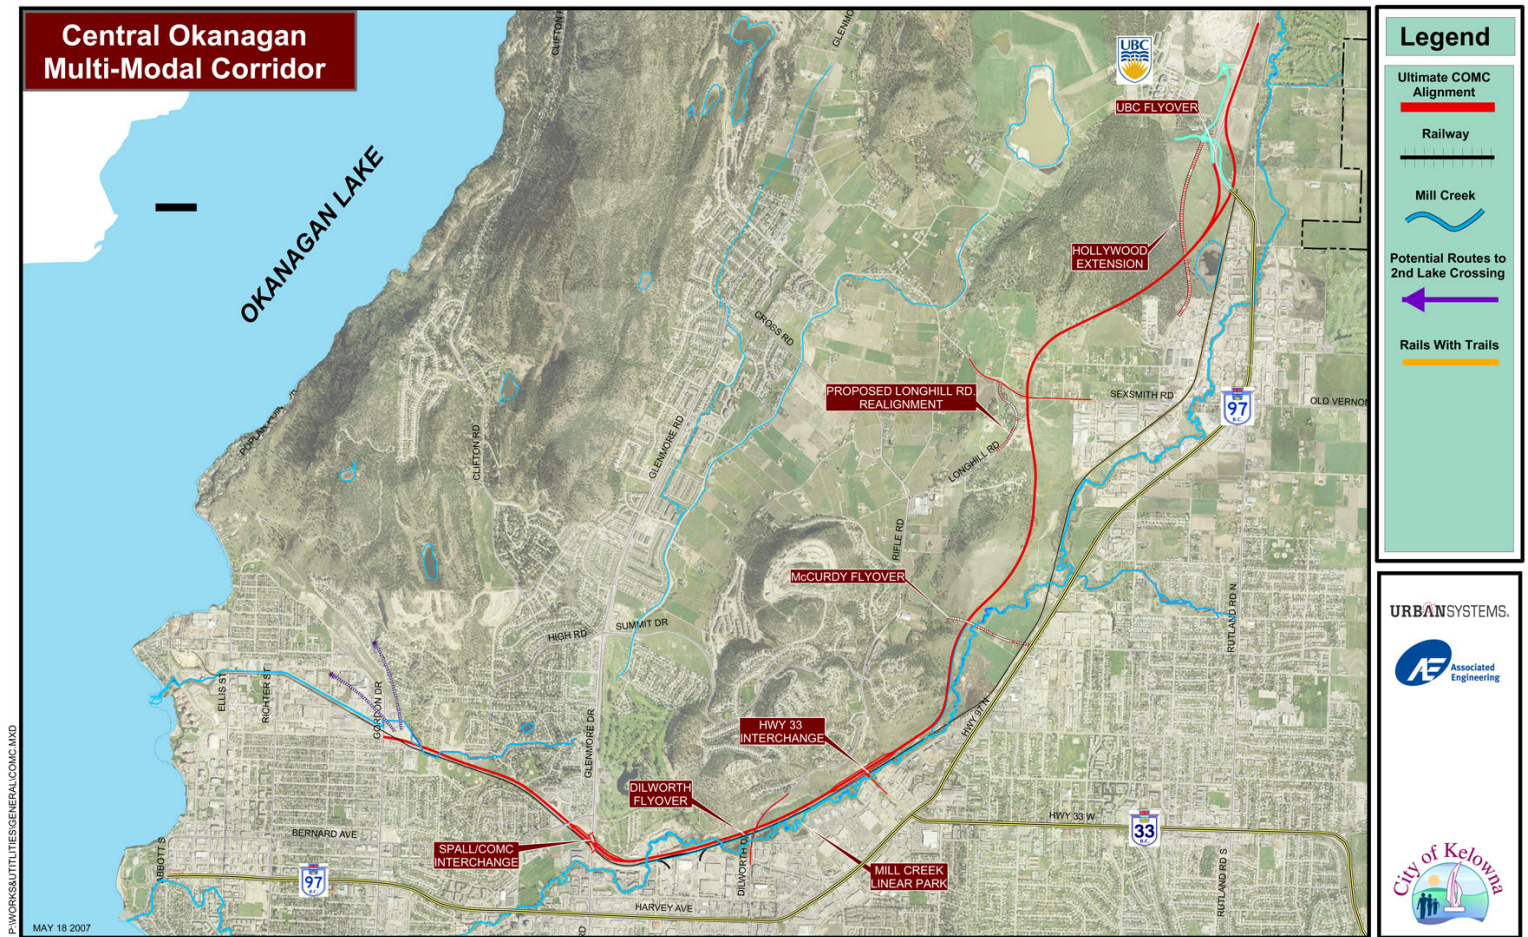 Central Okanagan
Multi-Modal Corridor
OKANAGAN LAKE
UBC
UBC FLYOVER
HOLLYWOOD
EXTENSION
CROSS RD
PROPOSED LONGHILL RD.
REALIGNMENT
SEXSMITH RD
97
B.C.
OLD VERNON
GLENMORE RD
CLIFTON RD
LONGHILL RD
RIFLE RD
McCURDY FLYOVER
RUTLAND RD N
HIGH RD
SUMMIT DR
ELLIS ST
RICHTER ST
GORDON DR
GLENMORE DR
HWY 97 N
HWY 33
INTERCHANGE
DILWORTH
FLYOVER
HWY 33 W
33
B.C.
BERNARD AVE
SPALL/COMC
INTERCHANGE
DILWORTH D
MILL CREEK
LINEAR PARK
ABBOTT S
97
B.C.
HARVEY AVE
RD
RUTLAND RD S
MAY 18 2007
P:\WORKS&UTITLITIES\GENERAL\COMC.MXD
Legend
Ultimate COMC
Alignment
Railway
Mill Creek
Potential Routes to
2nd Lake Crossing
Rails With Trails
URBANSYSTEMS.
AE Associated
Engineering
City of Kelowna